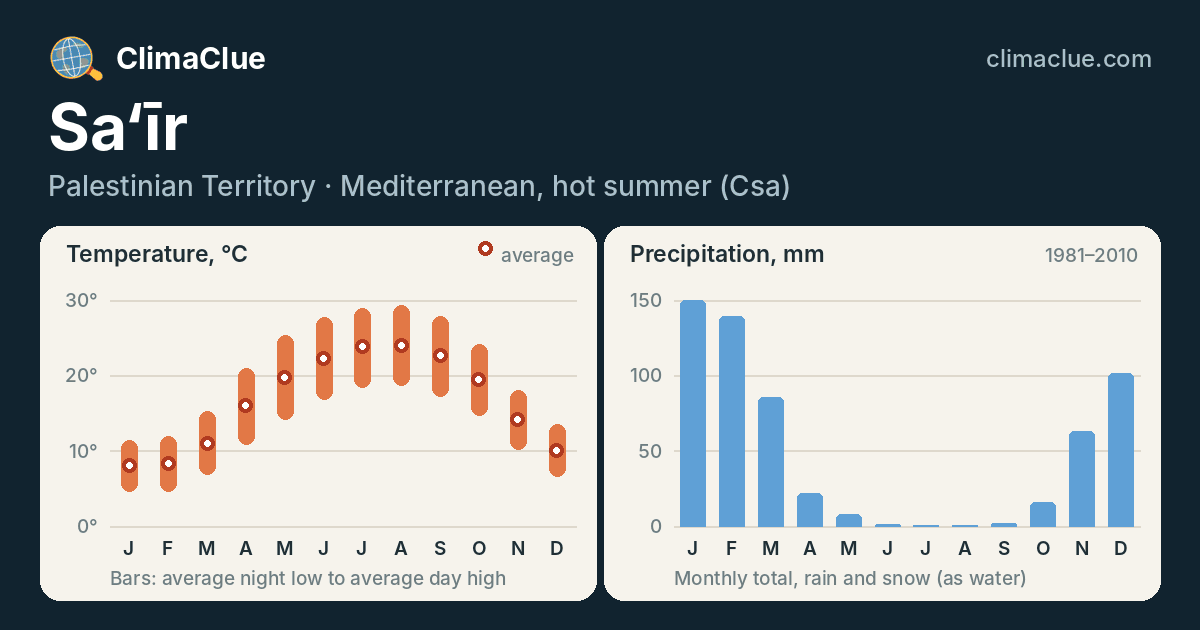 ClimaClue
climaclue.com
Sa‘īr
Palestinian Territory · Mediterranean, hot summer (Csa)
Temperature, °C
average
30°
20°
10°
0°
J F M A M J J A S O N D
Bars: average night low to average day high
Precipitation, mm
1981–2010
150
100
50
0
J F M A M J J A S O N D
Monthly total, rain and snow (as water)